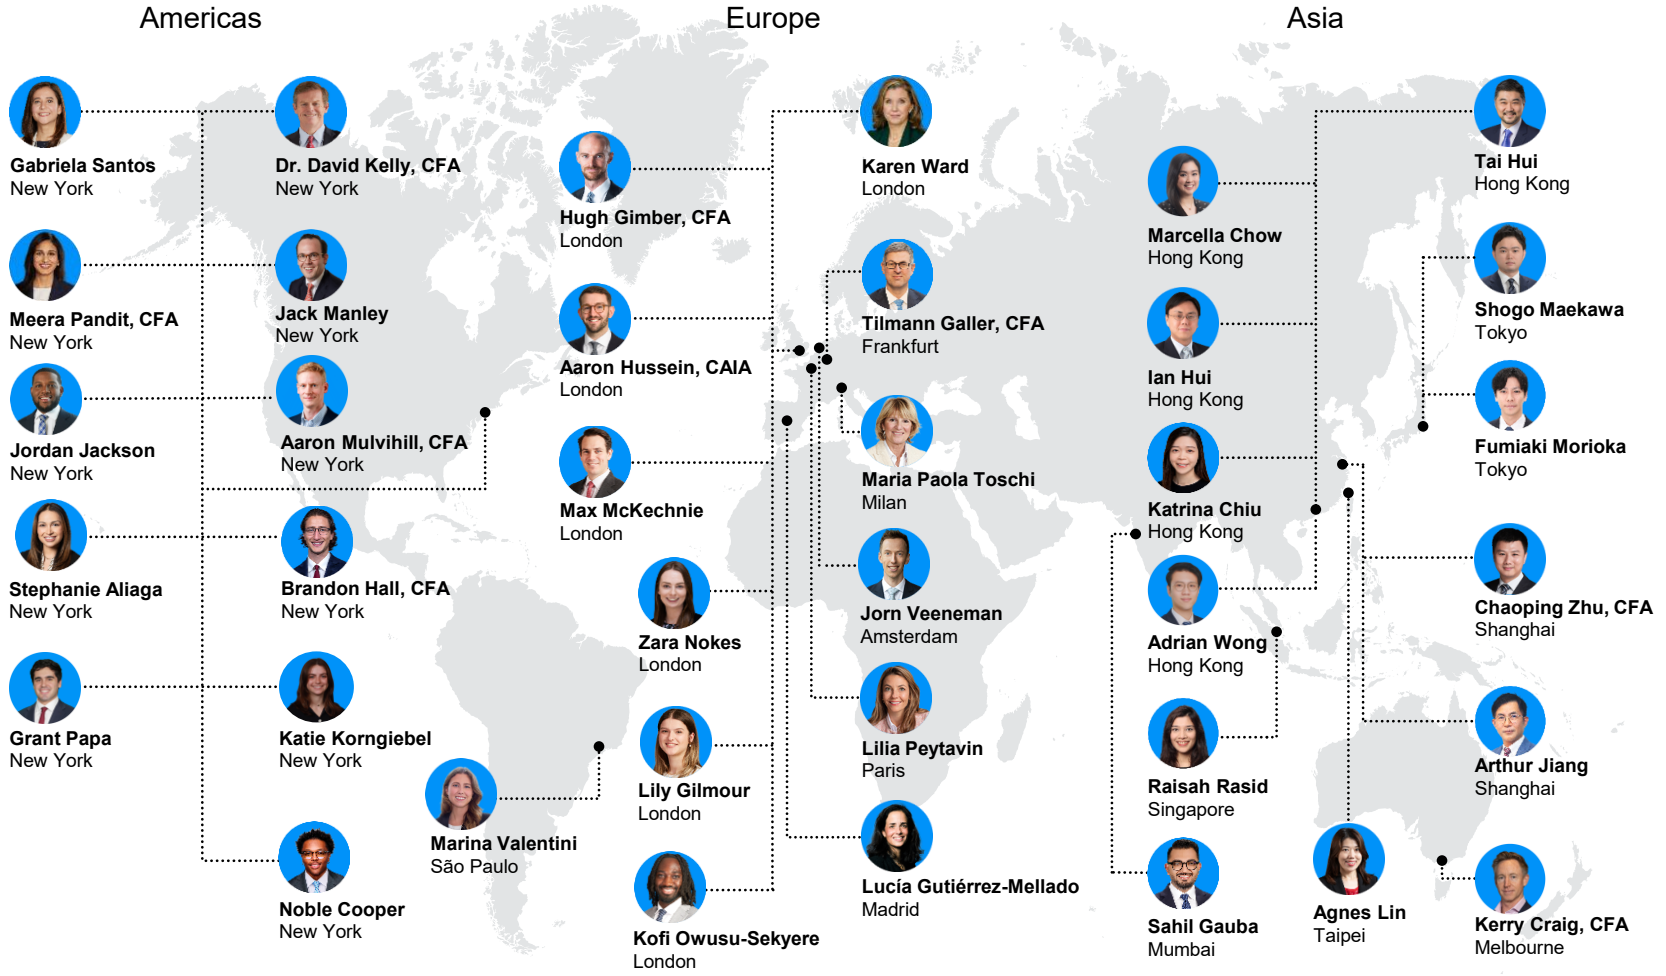 Americas
Europe
Asia
Gabriela Santos
New York
Dr. David Kelly, CFA
New York
Meera Pandit, CFA
New York
Jack Manley
New York
Jordan Jackson
New York
Aaron Mulvihill, CFA
New York
Stephanie Aliaga
New York
Brandon Hall, CFA
New York
Grant Papa
New York
Katie Korngiebel
New York
Noble Cooper
New York
Marina Valentini
São Paulo
Hugh Gimber, CFA
London
Karen Ward
London
Aaron Hussein, CAIA
London
Tilmann Galler, CFA
Frankfurt
Max McKechnie
London
Maria Paola Toschi
Milan
Zara Nokes
London
Jorn Veeneman
Amsterdam
Lily Gilmour
London
Lilia Peytavin
Paris
Kofi Owusu-Sekyere
London
Lucía Gutiérrez-Mellado
Madrid
Marcella Chow
Hong Kong
Tai Hui
Hong Kong
Ian Hui
Hong Kong
Shogo Maekawa
Tokyo
Katrina Chiu
Hong Kong
Fumiaki Morioka
Tokyo
Adrian Wong
Hong Kong
Chaoping Zhu, CFA
Shanghai
Raisah Rasid
Singapore
Arthur Jiang
Shanghai
Sahil Gauba
Mumbai
Agnes Lin
Taipei
Kerry Craig, CFA
Melbourne